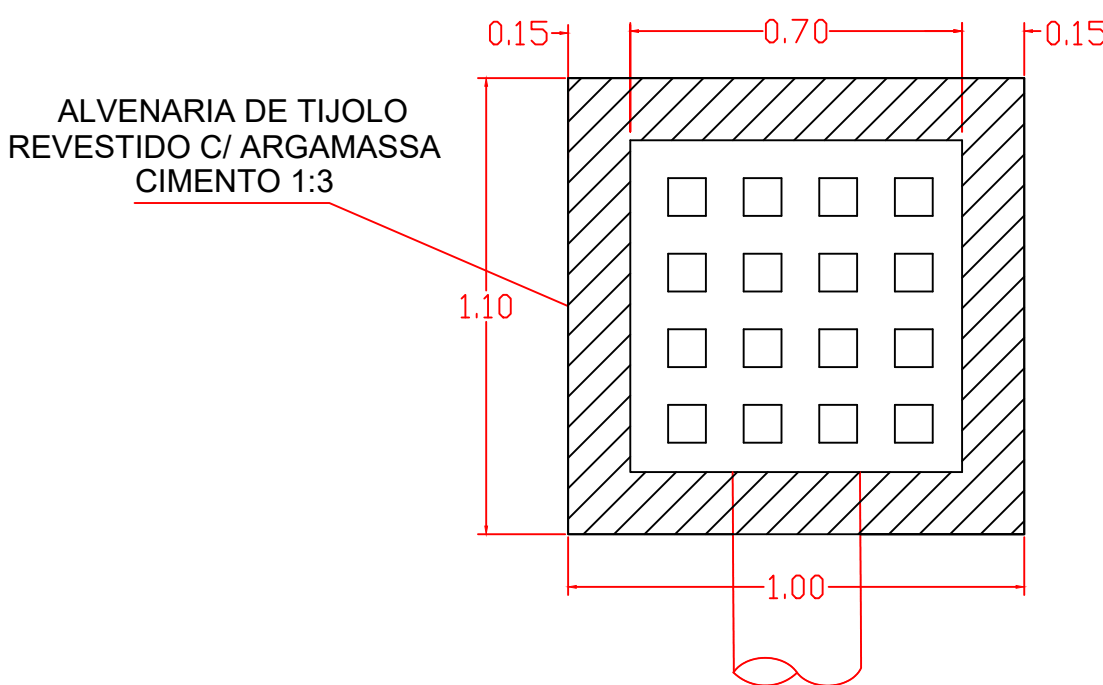 0.15
0.70
0.15
ALVENARIA DE TIJOLO
REVESTIDO C/ ARGAMASSA
CIMENTO 1:3
1.10
1.00